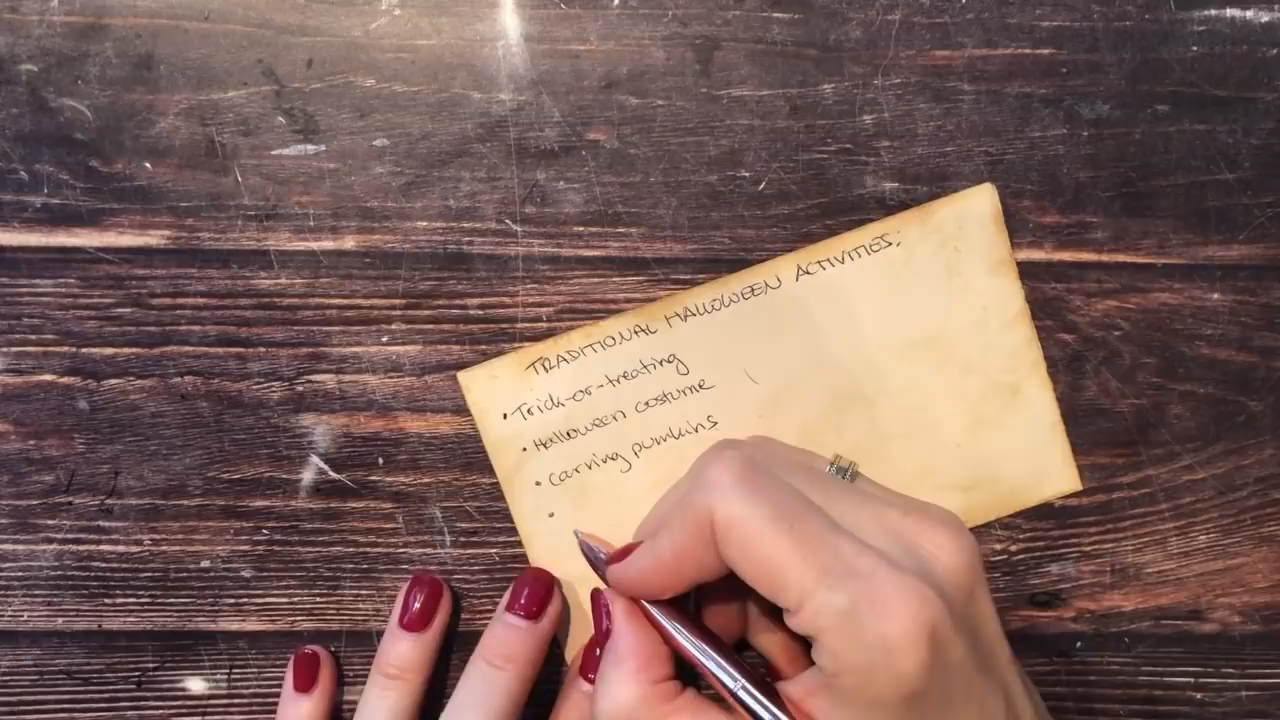 TRADITIONAL HALLOWEEN ACTIVITIES:
• Trick-or-treating
• Halloween costume
• carving pumkins
•